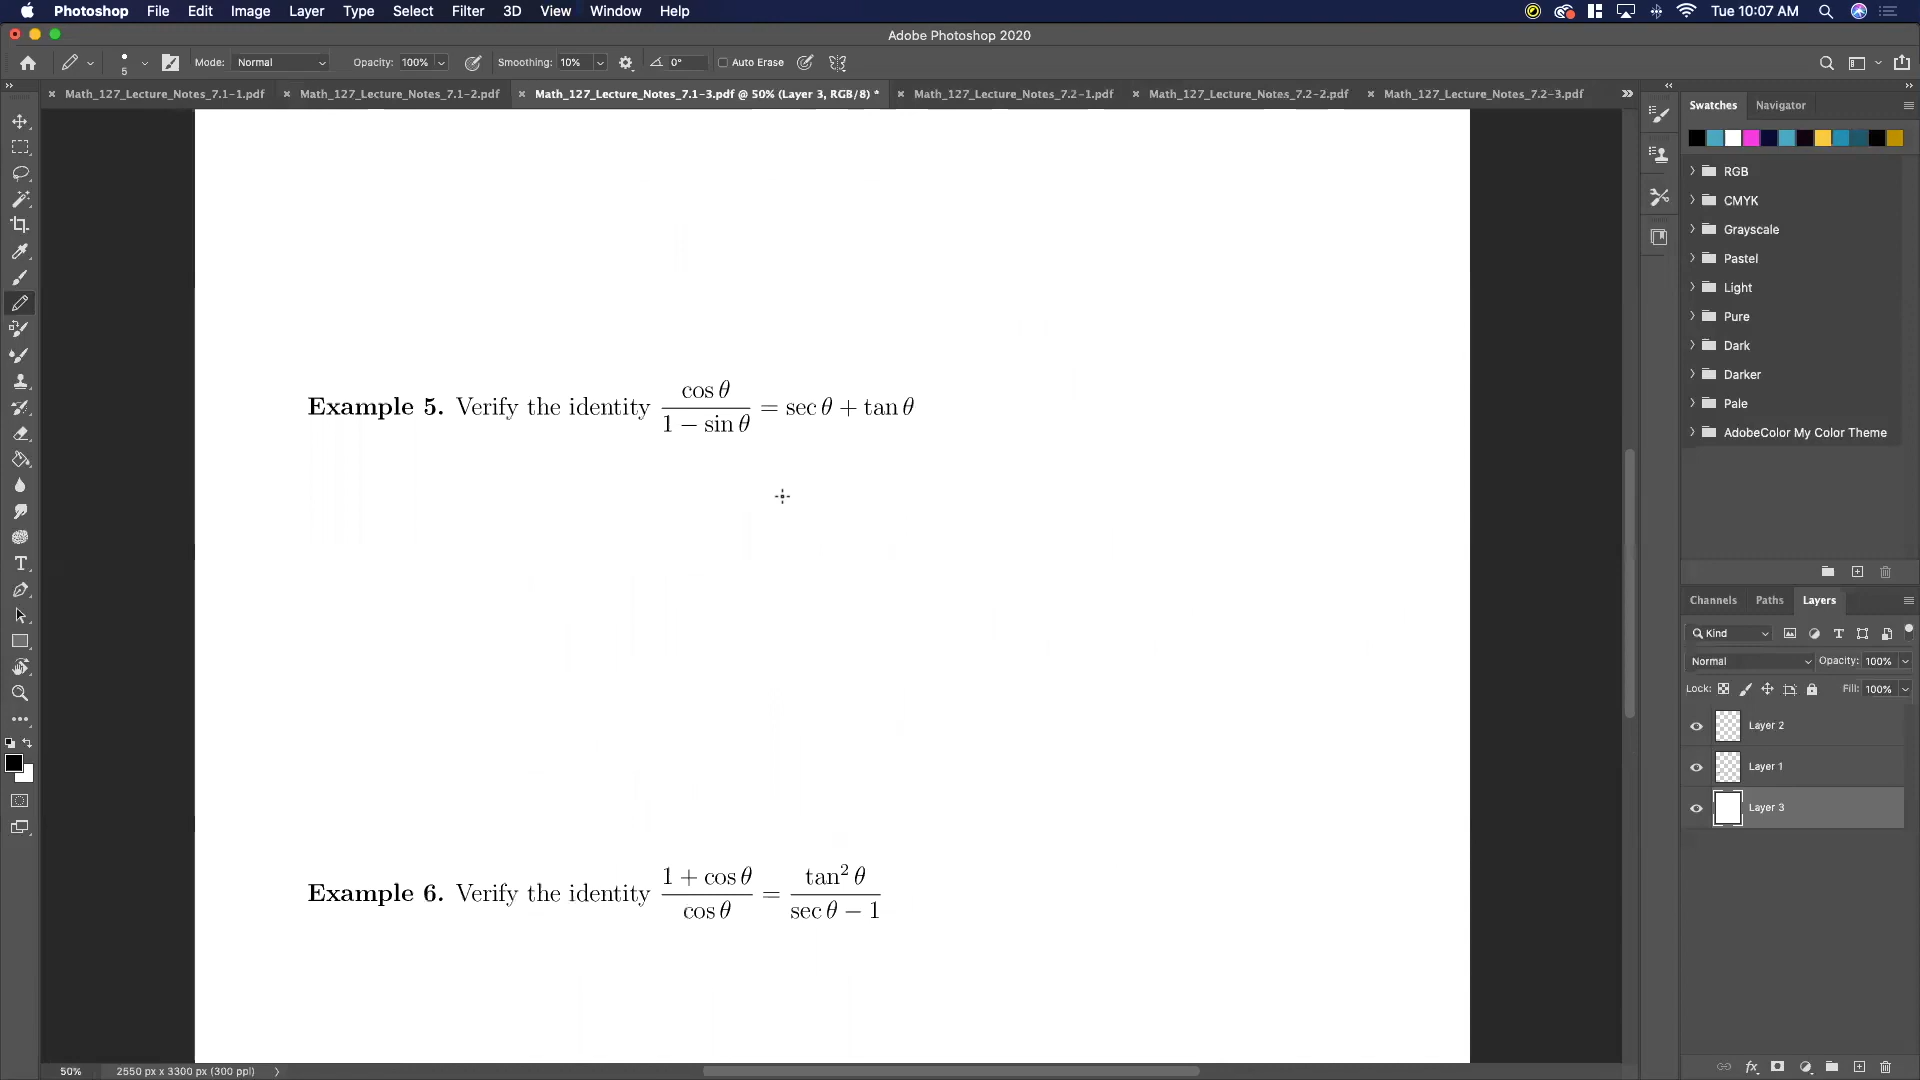 Photoshop File Edit Image Layer Type Select Filter 3D View Window Help Tue 10:07 AM
Adobe Photoshop 2020
5 Mode: Normal Opacity: 100% Smoothing: 10% 0° Auto Erase
Math_127_Lecture_Notes_7.1-1.pdf Math_127_Lecture_Notes_7.1-2.pdf Math_127_Lecture_Notes_7.1-3.pdf @ 50% (Layer 3, RGB/8) * Math_127_Lecture_Notes_7.2-1.pdf Math_127_Lecture_Notes_7.2-2.pdf Math_127_Lecture_Notes_7.2-3.pdf
Swatches Navigator
RGB
CMYK
Grayscale
Pastel
Light
Pure
Dark
Darker
Pale
AdobeColor My Color Theme
Example 5. Verify the identity cos θ / 1 − sin θ = sec θ + tan θ
Example 6. Verify the identity 1 + cos θ / cos θ = tan² θ / sec θ − 1
Channels Paths Layers
Kind
Normal Opacity: 100%
Lock: Fill: 100%
Layer 2
Layer 1
Layer 3
50% 2550 px x 3300 px (300 ppi)